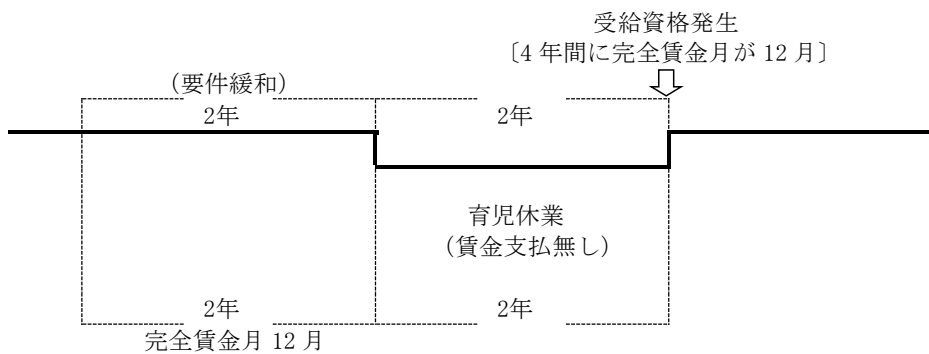 受給資格発生
〔4 年間に完全賃金月が 12 月〕
（要件緩和）
2年
2年
育児休業
（賃金支払無し）
2年
2年
完全賃金月 12 月